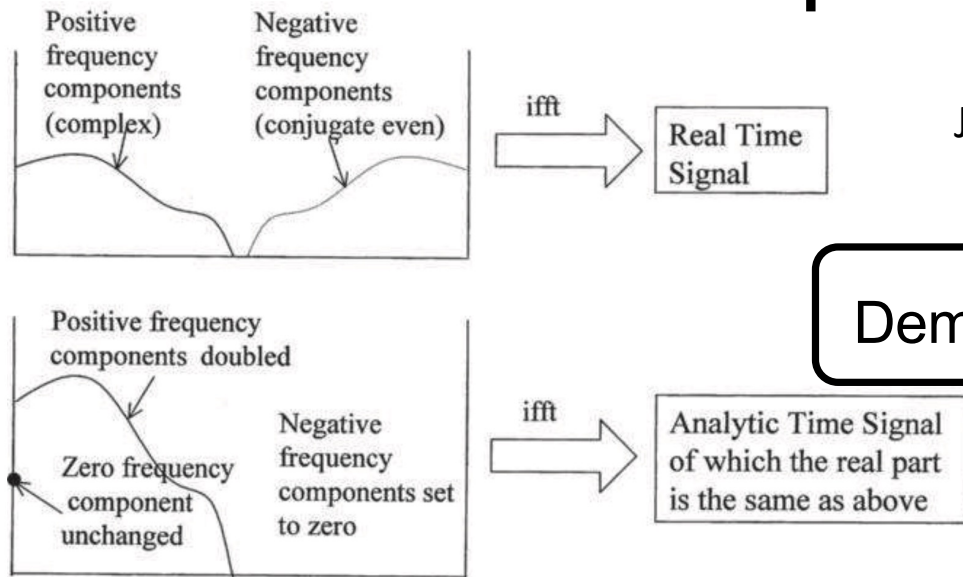 Positive
frequency
components
(complex)
Negative
frequency
components
(conjugate even)
ifft
Real Time
Signal
Positive frequency
components doubled
Zero frequency
component
unchanged
Negative
frequency
components set
to zero
ifft
Analytic Time Signal
of which the real part
is the same as above
Dem